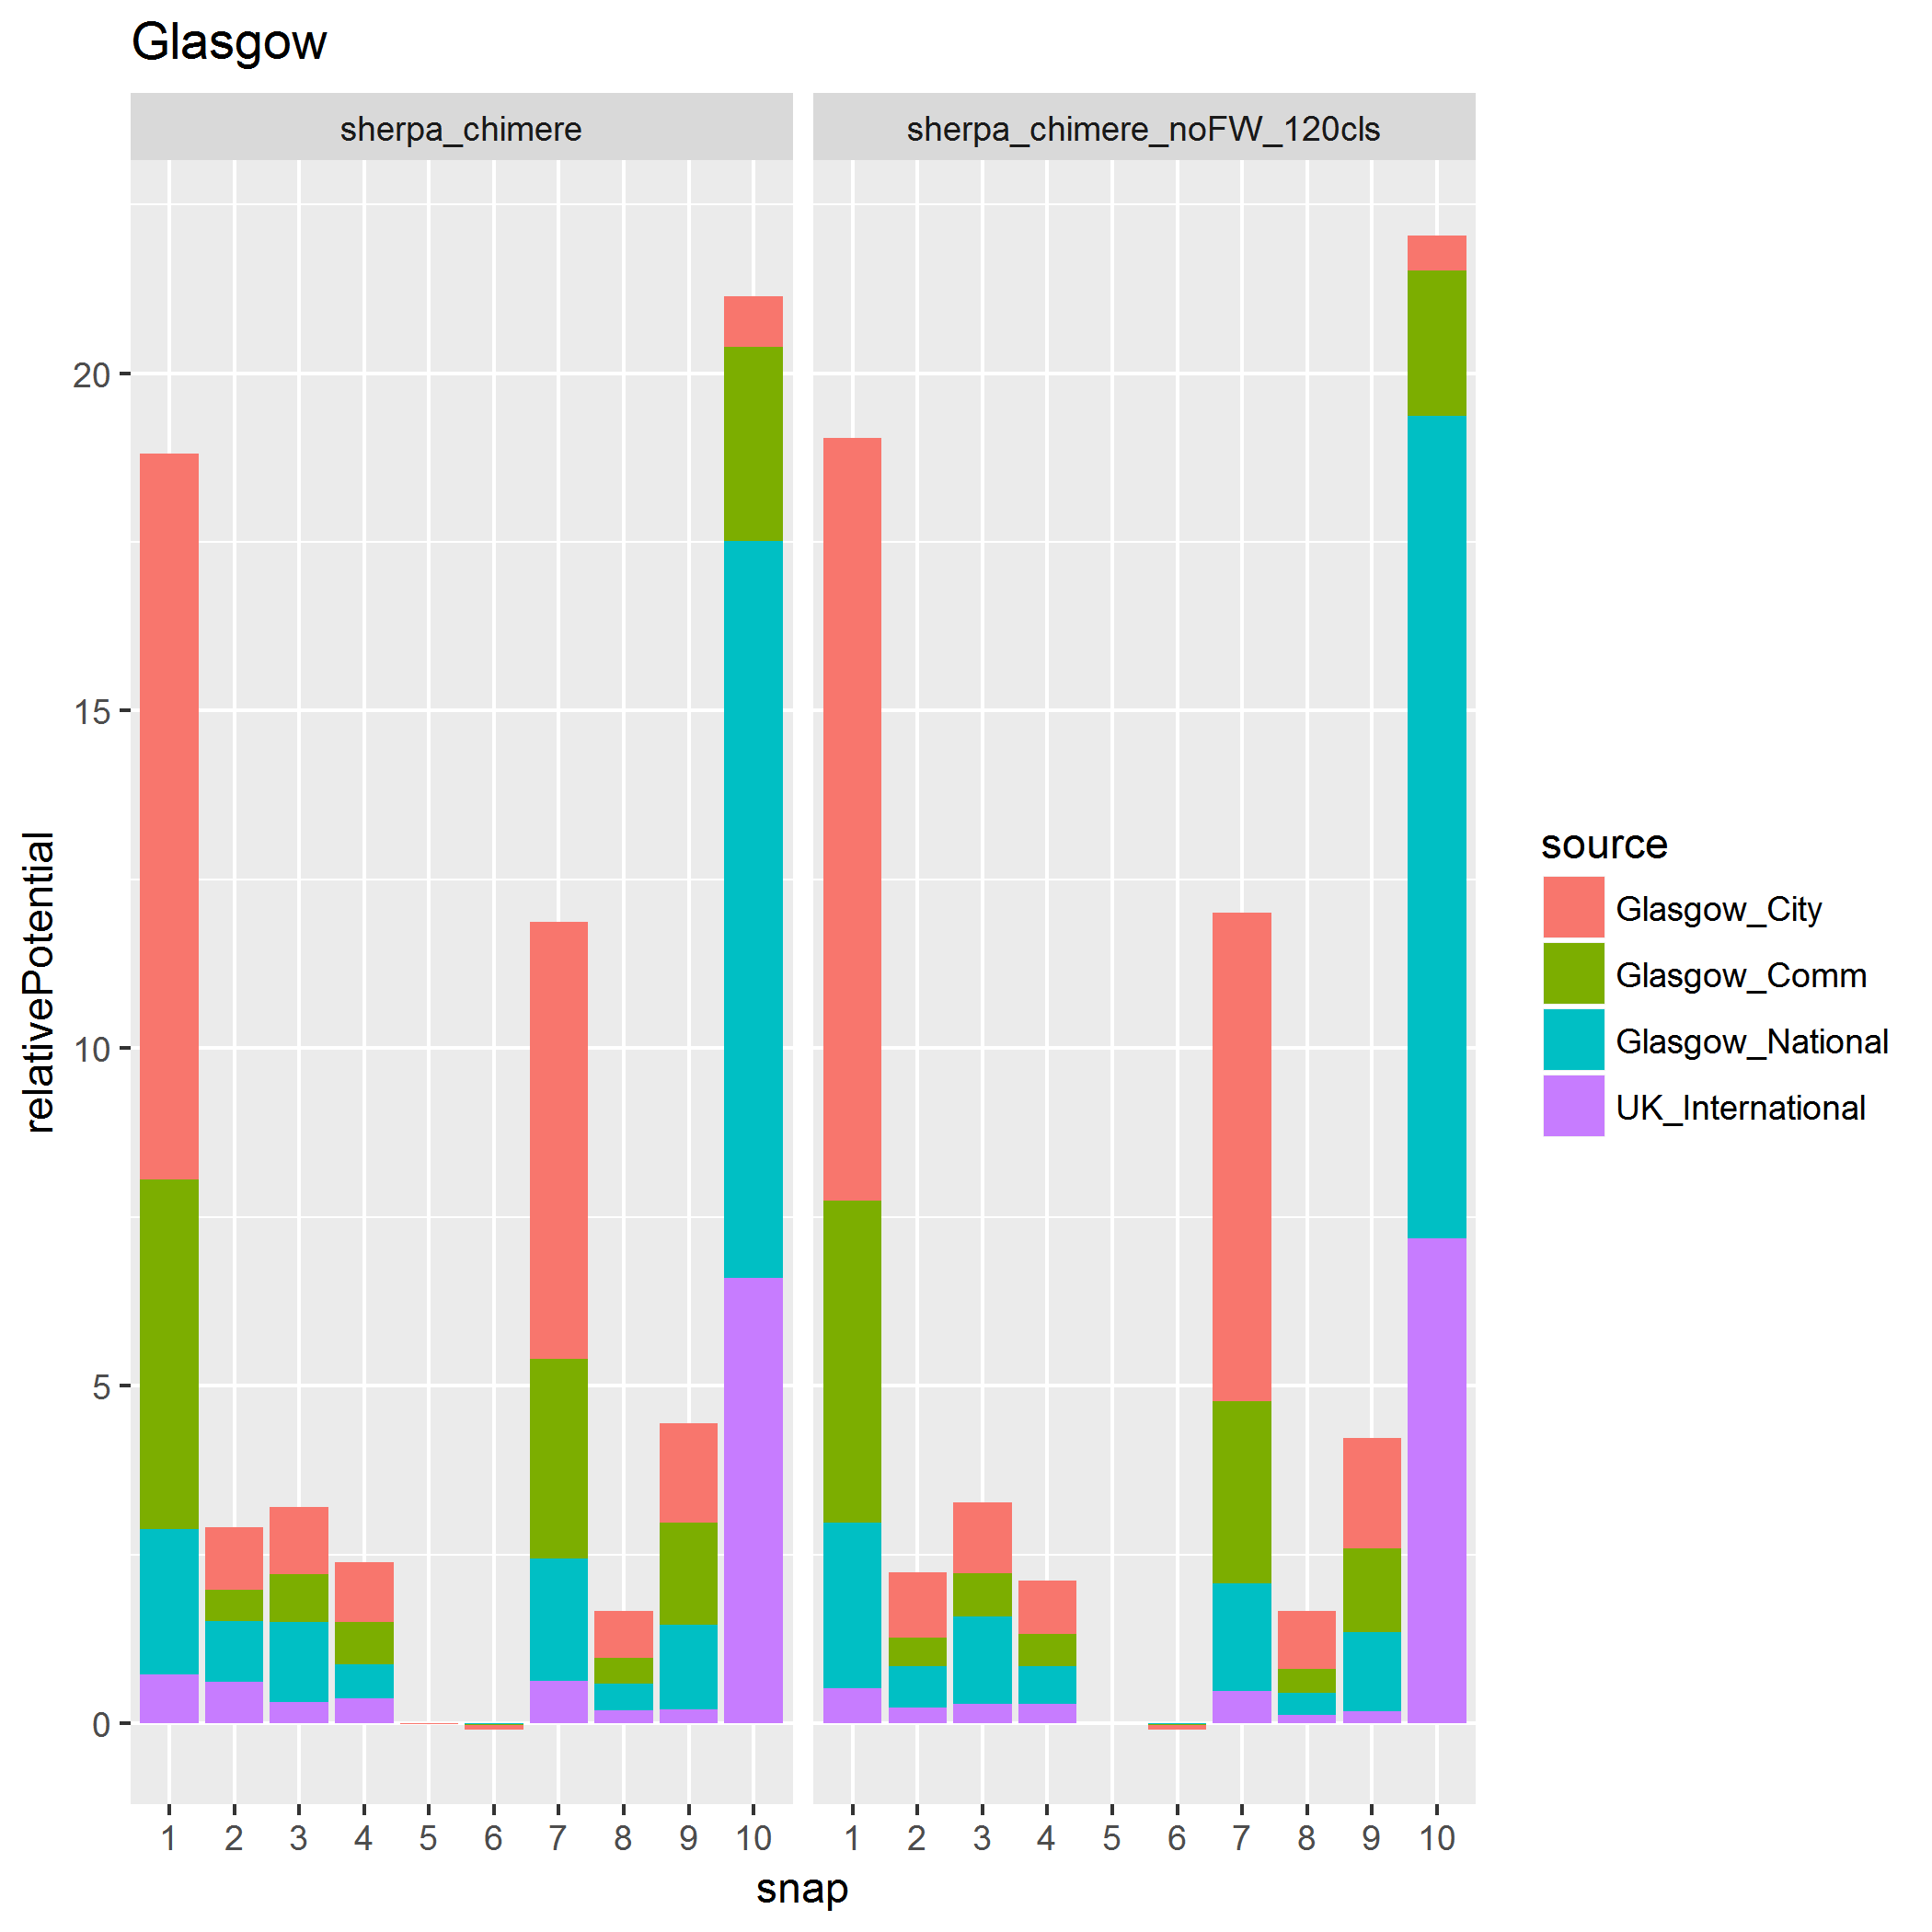 Glasgow
sherpa_chimere
sherpa_chimere_noFW_120cls
relativePotential
20
15
10
5
0
1 2 3 4 5 6 7 8 9 10
1 2 3 4 5 6 7 8 9 10
snap
source
Glasgow_City
Glasgow_Comm
Glasgow_National
UK_International